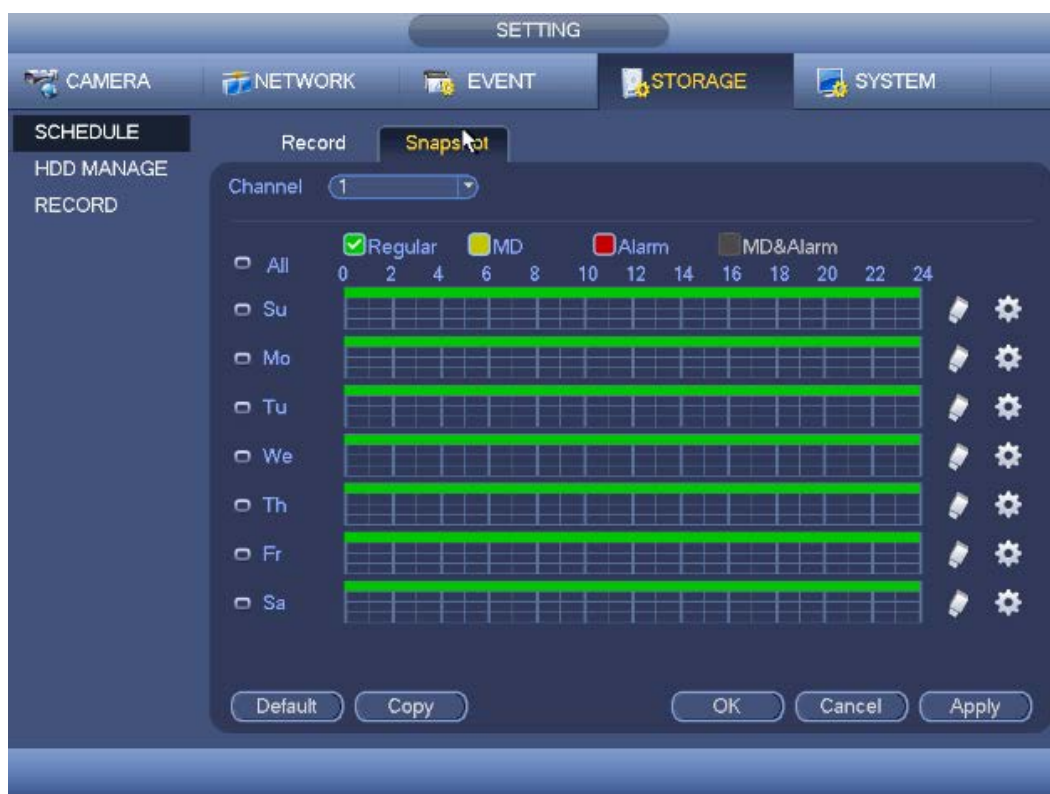 SETTING
CAMERA NETWORK EVENT STORAGE SYSTEM
SCHEDULE
HDD MANAGE
RECORD
Record Snapshot
Channel 1
Regular MD Alarm MD&Alarm
All 0 2 4 6 8 10 12 14 16 18 20 22 24
Su
Mo
Tu
We
Th
Fr
Sa
Default Copy OK Cancel Apply